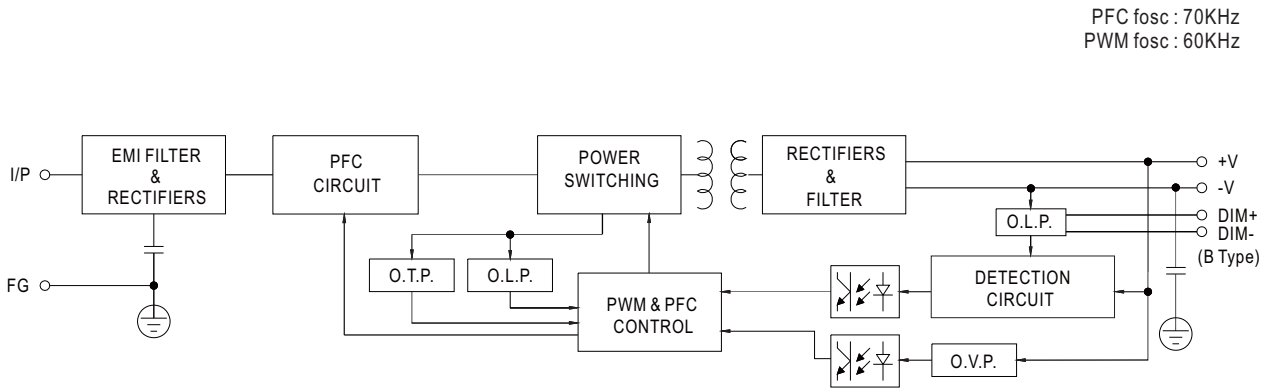 PFC fosc : 70KHz
PWM fosc : 60KHz
I/P
EMI FILTER
&
RECTIFIERS
PFC
CIRCUIT
POWER
SWITCHING
RECTIFIERS
&
FILTER
+V
-V
DIM+
DIM-
(B Type)
O.L.P.
FG
O.T.P.
O.L.P.
PWM & PFC
CONTROL
DETECTION
CIRCUIT
O.V.P.